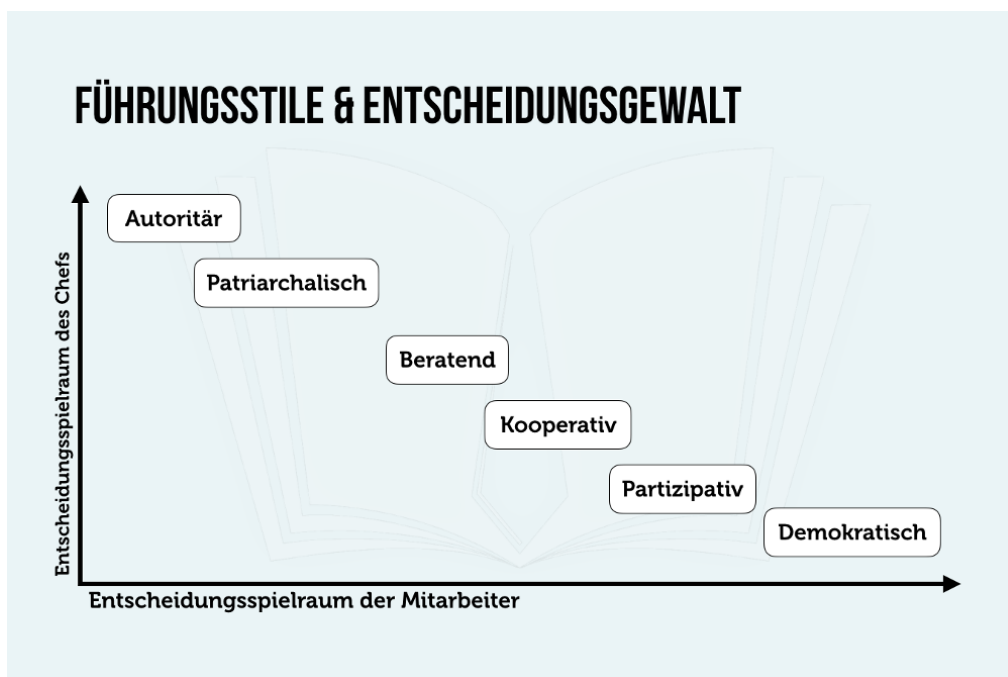 FÜHRUNGSSTILE & ENTSCHEIDUNGSGEWALT
Entscheidungsspielraum des Chefs
Autoritär
Patriarchalisch
Beratend
Kooperativ
Partizipativ
Demokratisch
Entscheidungsspielraum der Mitarbeiter